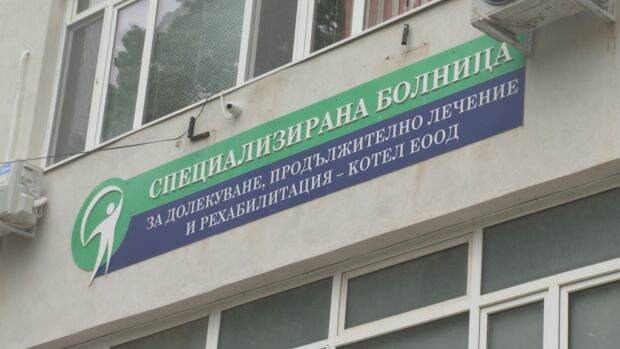 СПЕЦИАЛИЗИРАНА БОЛНИЦА
ЗА ДОЛЕКУВАНЕ, ПРОДЪЛЖИТЕЛНО ЛЕЧЕНИЕ
И РЕХАБИЛИТАЦИЯ – КОТЕЛ ЕООД